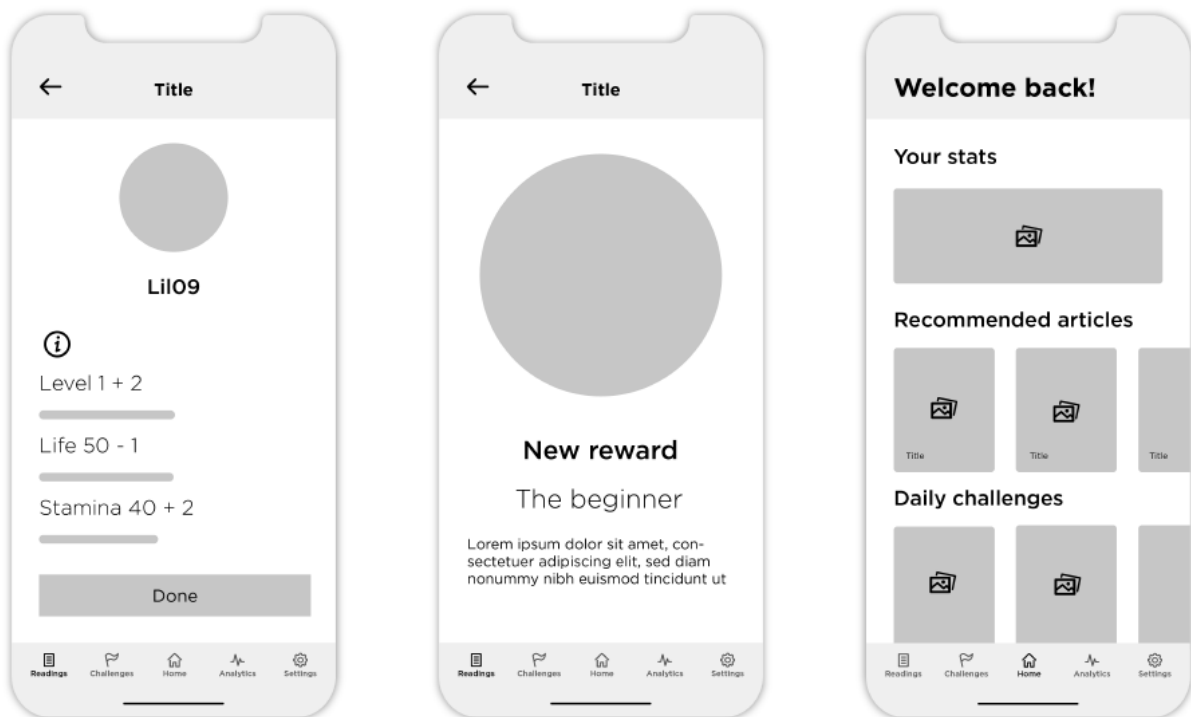 Title
Lil09
Level 1 + 2
Life 50 - 1
Stamina 40 + 2
Done
Readings
Challenges
Home
Analytics
Settings
Title
New reward
The beginner
Lorem ipsum dolor sit amet, con-
sectetuer adipiscing elit, sed diam
nonummy nibh euismod tincidunt ut
Readings
Challenges
Home
Analytics
Settings
Welcome back!
Your stats
Recommended articles
Title
Title
Title
Daily challenges
Readings
Challenges
Home
Analytics
Settings